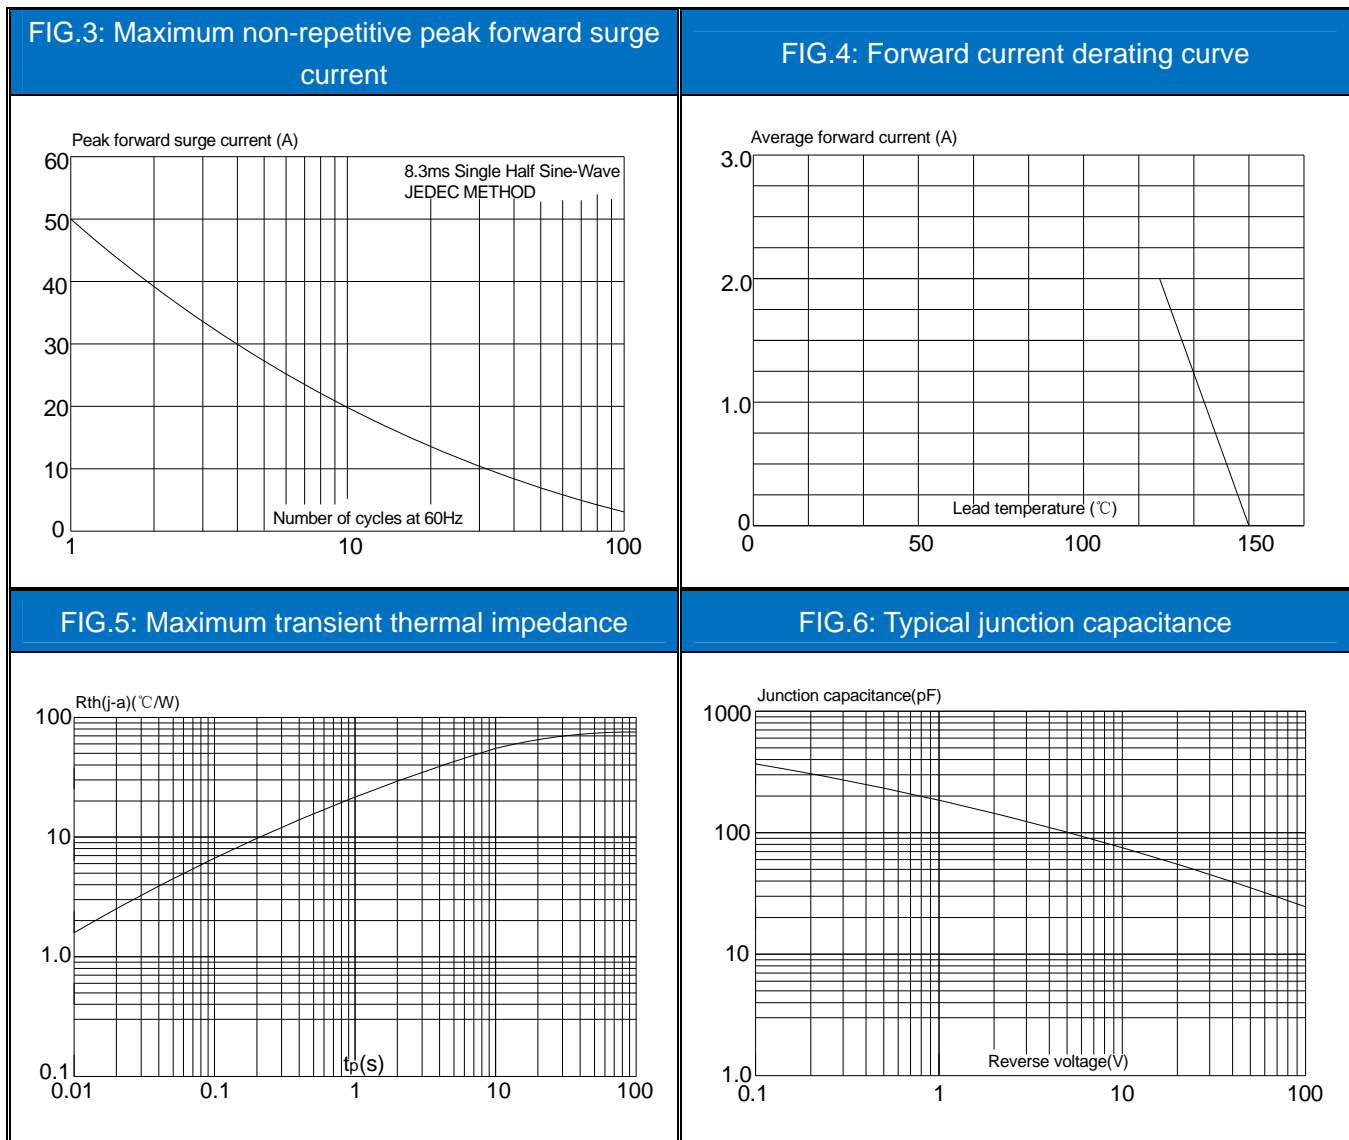 FIG.3: Maximum non-repetitive peak forward surge
current
FIG.4: Forward current derating curve
Peak forward surge current (A)
8.3ms Single Half Sine-Wave
JEDEC METHOD
60
50
40
30
20
10
0
Number of cycles at 60Hz
1
10
100
Average forward current (A)
3.0
2.0
1.0
0
Lead temperature (℃)
0
50
100
150
FIG.5: Maximum transient thermal impedance
FIG.6: Typical junction capacitance
Rth(j-a)(℃/W)
100
10
1.0
0.1
tp(s)
0.01
0.1
1
10
100
Junction capacitance(pF)
1000
100
10
1.0
Reverse voltage(V)
0.1
1
10
100